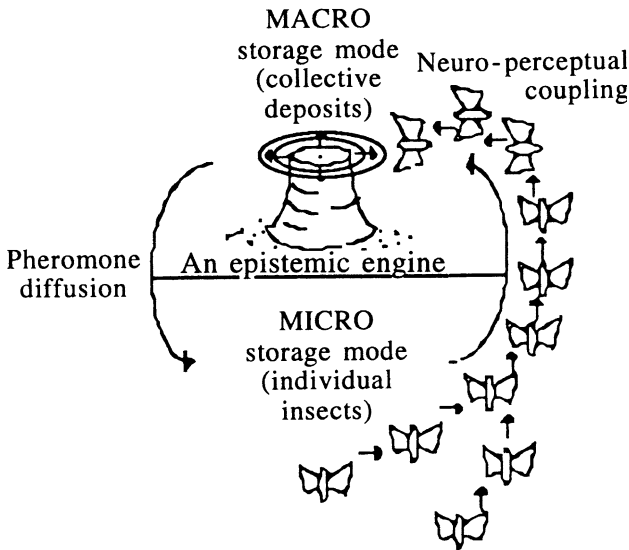 MACRO
storage mode
(collective
deposits)
Neuro-perceptual
coupling
Pheromone
diffusion
An epistemic engine
MICRO
storage mode
(individual
insects)